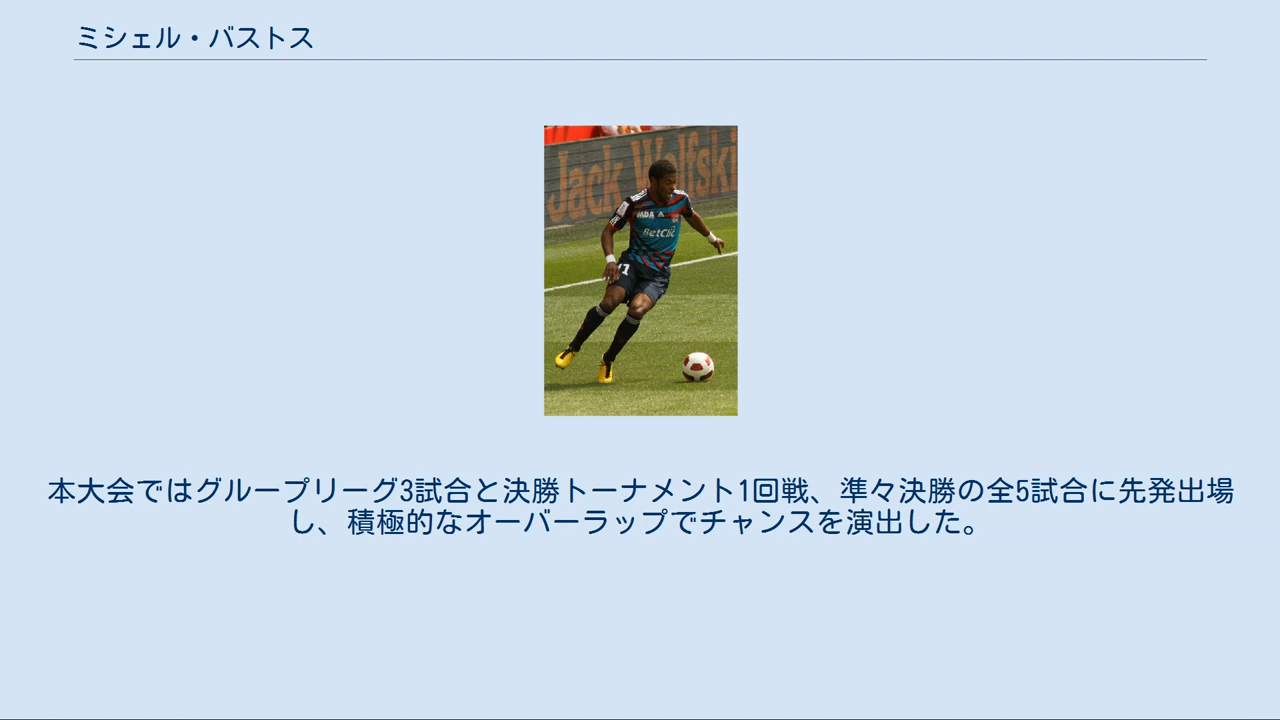 ミシェル・バストス
Jack Wolfski
MDA
BetClic
11
本大会ではグループリーグ3試合と決勝トーナメント1回戦、準々決勝の全5試合に先発出場
し、積極的なオーバーラップでチャンスを演出した。